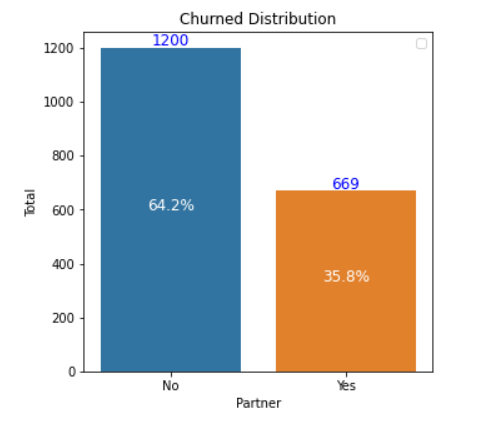 Churned Distribution
1200
1200
1000
800
669
600
64.2%
400
35.8%
200
0
Total
No
Yes
Partner